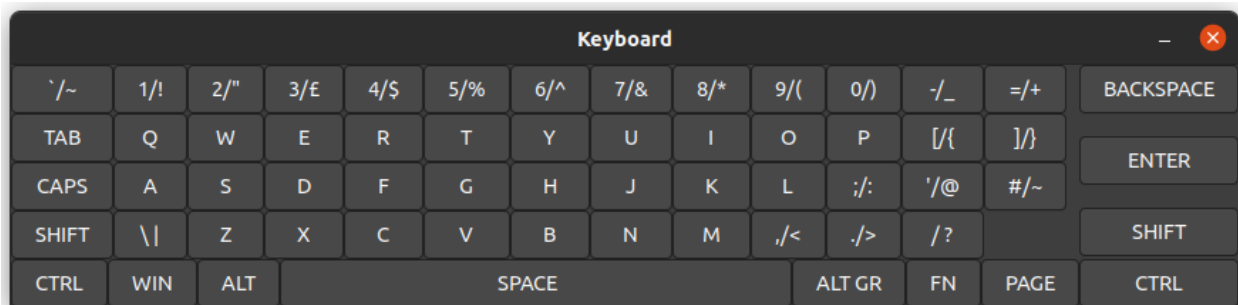 Keyboard
`/~ 1/! 2/" 3/£ 4/$ 5/% 6/^ 7/& 8/* 9/( 0/) -/_ =/+ BACKSPACE
TAB Q W E R T Y U I O P [/{ ]/}
ENTER
CAPS A S D F G H J K L ;/: '/@ #/~
SHIFT \| Z X C V B N M ,/< ./> / ? SHIFT
CTRL WIN ALT SPACE ALT GR FN PAGE CTRL